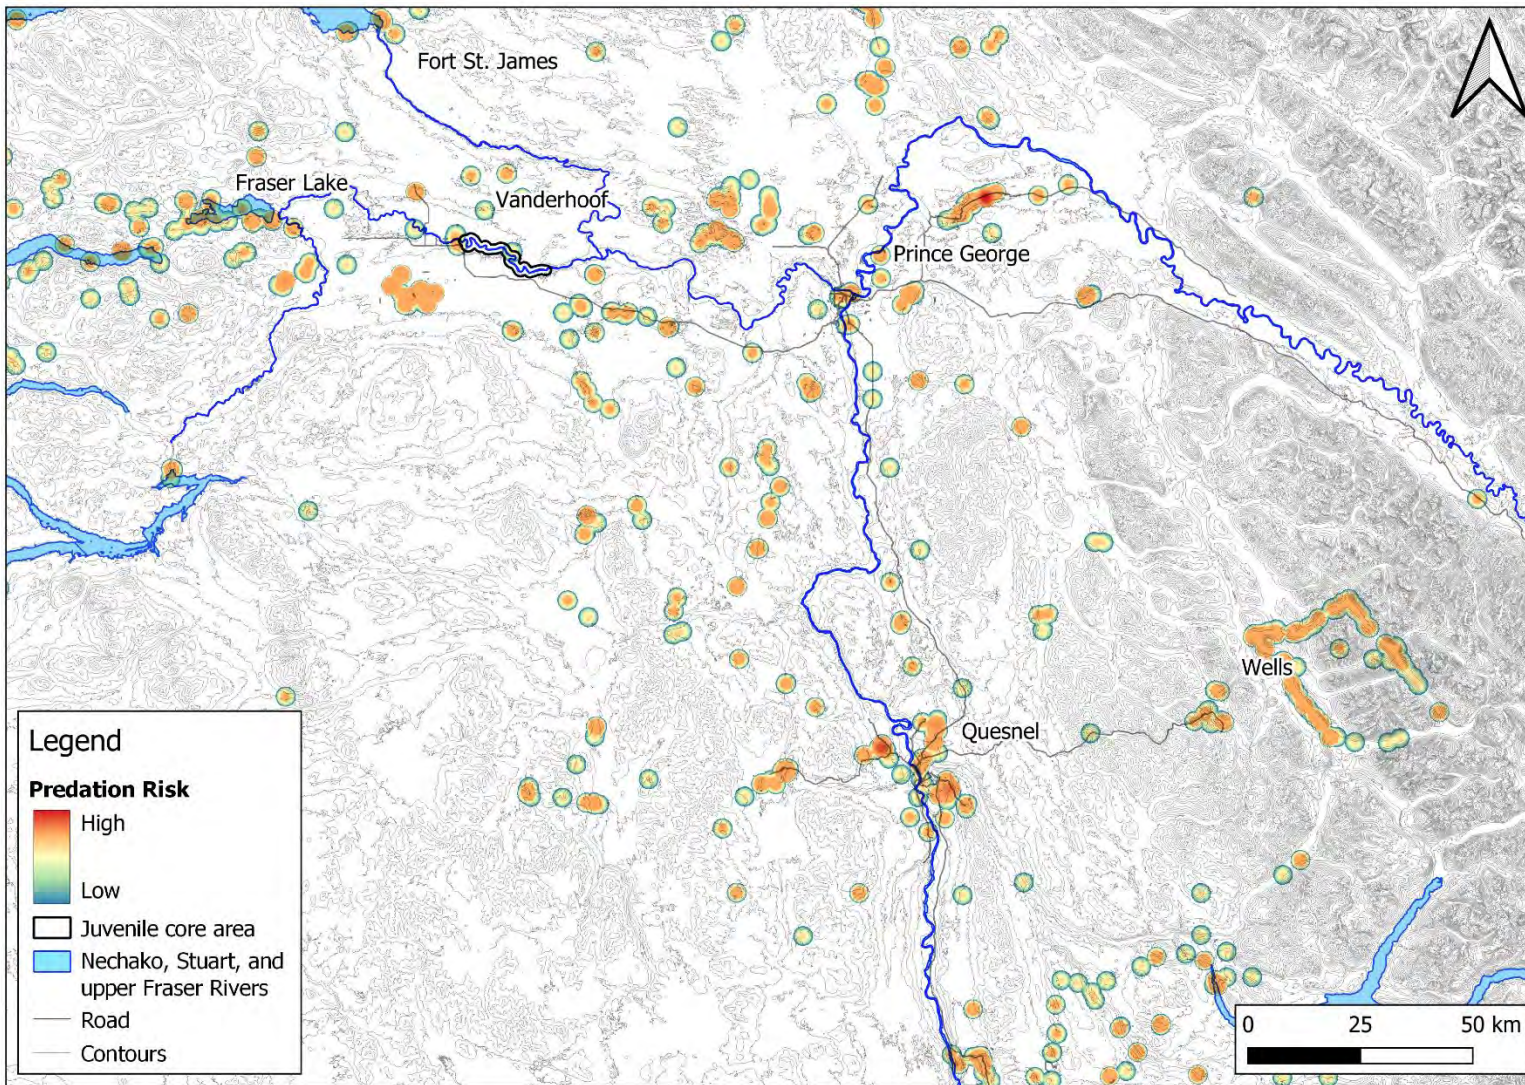 Fort St. James
Fraser Lake
Vanderhoof
Prince George
Wells
Quesnel
Legend
Predation Risk
High
Low
Juvenile core area
Nechako, Stuart, and
upper Fraser Rivers
Road
Contours
0 25 50 km